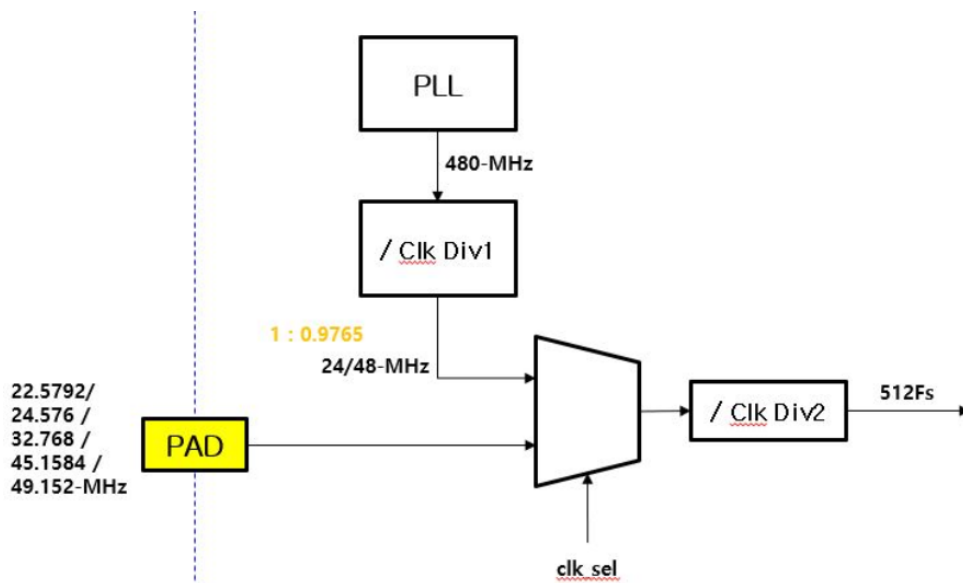 PLL
480-MHz
/ Clk Div1
1 : 0.9765
24/48-MHz
22.5792/
24.576 /
32.768 /
45.1584 /
49.152-MHz
PAD
/ Clk Div2
512Fs
clk_sel